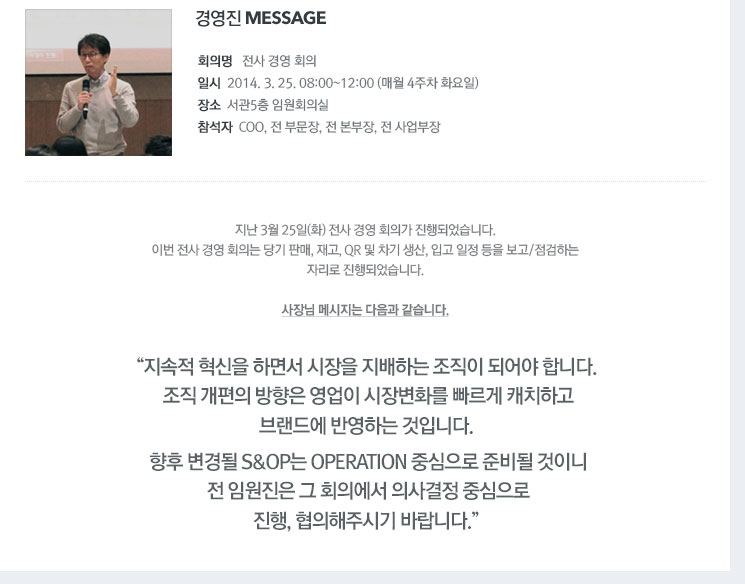 경영진 MESSAGE
회의명 전사 경영 회의
일시 2014. 3. 25. 08:00~12:00 (매월 4주차 화요일)
장소 서관5층 임원회의실
참석자 COO, 전 부문장, 전 본부장, 전 사업부장
지난 3월 25일(화) 전사 경영 회의가 진행되었습니다.
이번 전사 경영 회의는 당기 판매, 재고, QR 및 차기 생산, 입고 일정 등을 보고/점검하는
자리로 진행되었습니다.
사장님 메시지는 다음과 같습니다.
“지속적 혁신을 하면서 시장을 지배하는 조직이 되어야 합니다.
조직 개편의 방향은 영업이 시장변화를 빠르게 캐치하고
브랜드에 반영하는 것입니다.
향후 변경될 S&OP는 OPERATION 중심으로 준비될 것이니
전 임원진은 그 회의에서 의사결정 중심으로
진행, 협의해주시기 바랍니다.”